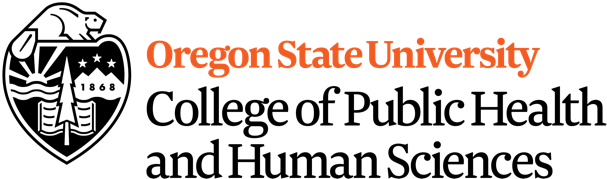 1868
Oregon State University
College of Public Health
and Human Sciences